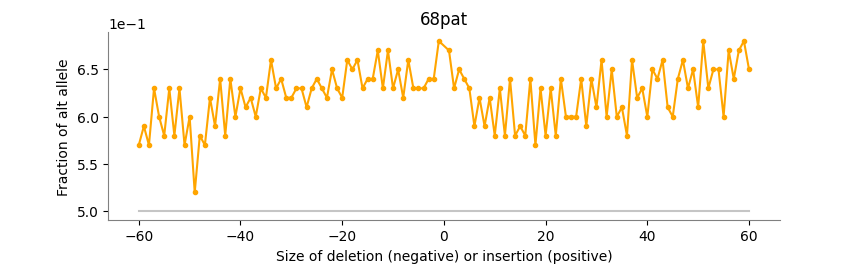 68pat
1e−1
Fraction of alt allele
6.5
6.0
5.5
5.0
−60
−40
−20
0
20
40
60
Size of deletion (negative) or insertion (positive)